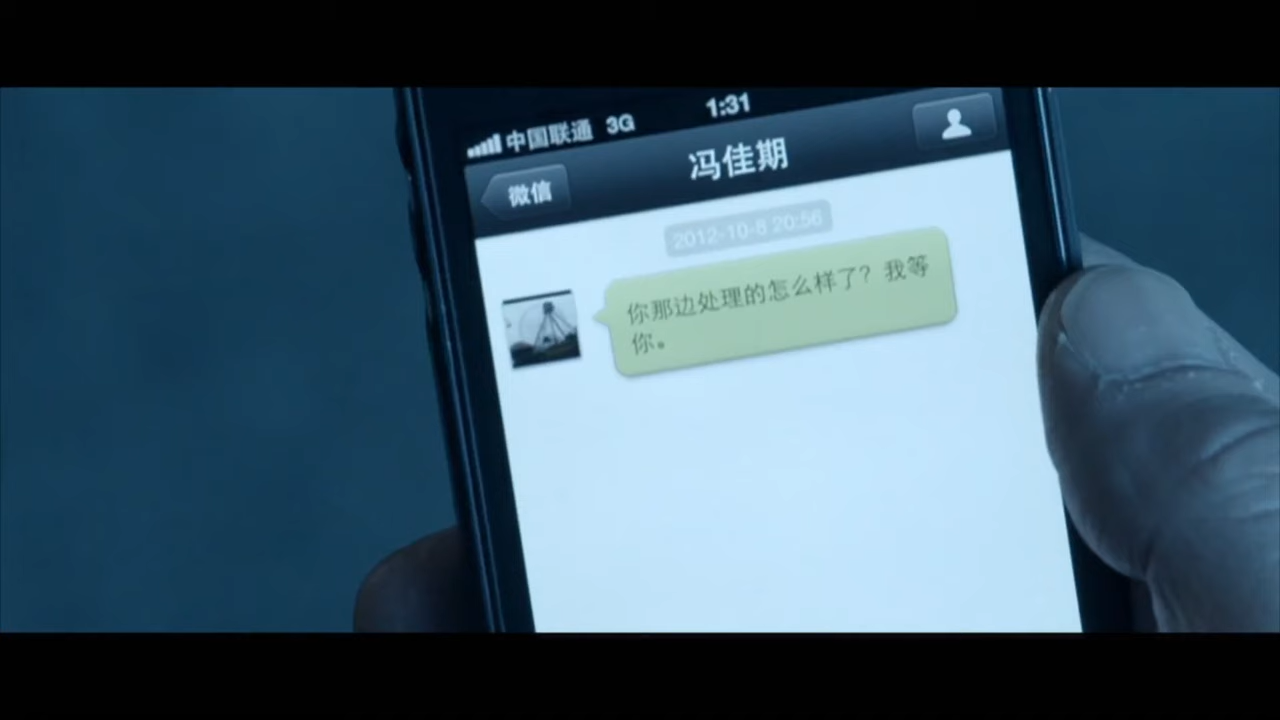 中国联通 3G 1:31
微信 冯佳期
2012-10-8 20:56
你那边处理的怎么样了？我等
你。